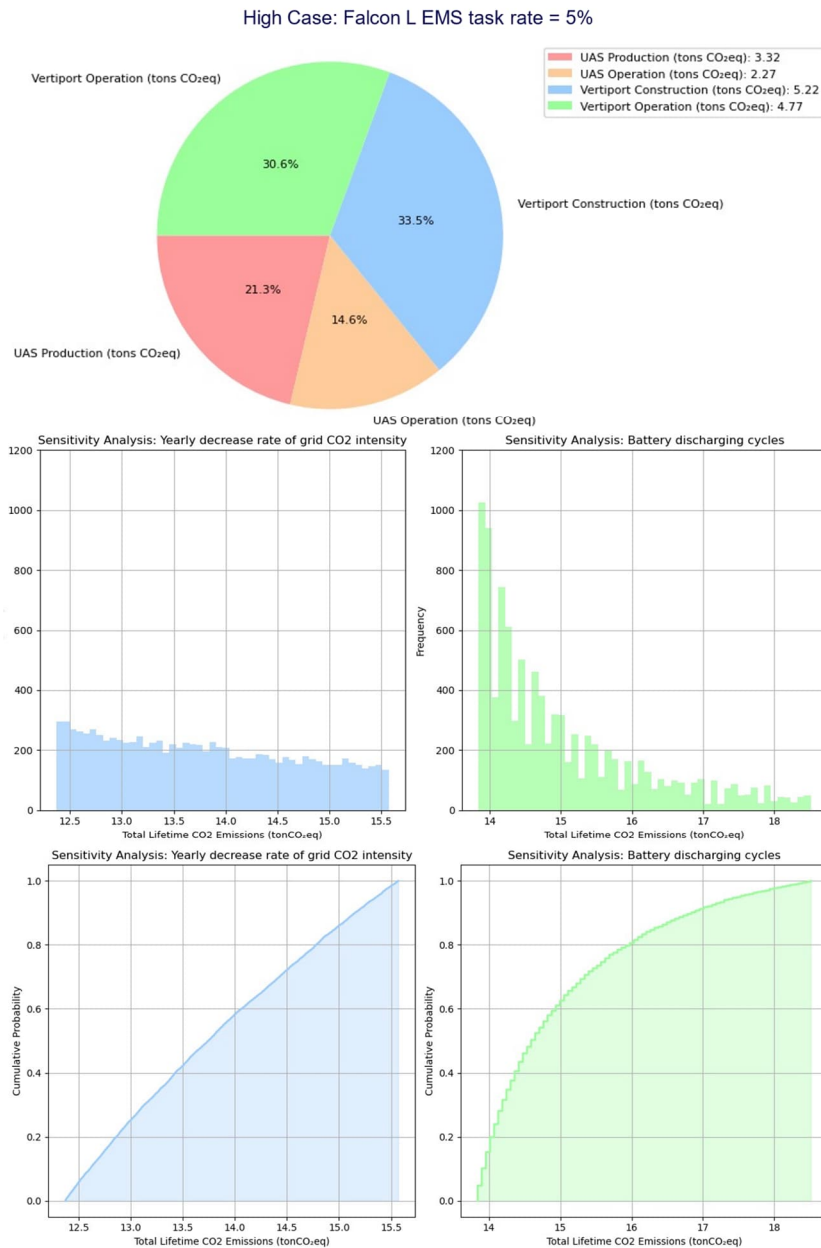 High Case: Falcon L EMS task rate = 5%
UAS Production (tons CO₂eq): 3.32
UAS Operation (tons CO₂eq): 2.27
Vertiport Construction (tons CO₂eq): 5.22
Vertiport Operation (tons CO₂eq): 4.77
Vertiport Operation (tons CO₂eq)
30.6%
33.5%
Vertiport Construction (tons CO₂eq)
21.3%
14.6%
UAS Production (tons CO₂eq)
UAS Operation (tons CO₂eq)
Sensitivity Analysis: Yearly decrease rate of grid CO2 intensity
1200
1000
800
600
400
200
0
12.5 13.0 13.5 14.0 14.5 15.0 15.5
Total Lifetime CO2 Emissions (tonCO₂eq)
Sensitivity Analysis: Battery discharging cycles
Frequency
1200
1000
800
600
400
200
0
14 15 16 17 18
Total Lifetime CO2 Emissions (tonCO₂eq)
Sensitivity Analysis: Yearly decrease rate of grid CO2 intensity
Cumulative Probability
1.0
0.8
0.6
0.4
0.2
0.0
12.5 13.0 13.5 14.0 14.5 15.0 15.5
Total Lifetime CO2 Emissions (tonCO₂eq)
Sensitivity Analysis: Battery discharging cycles
Cumulative Probability
1.0
0.8
0.6
0.4
0.2
0.0
14 15 16 17 18
Total Lifetime CO2 Emissions (tonCO₂eq)